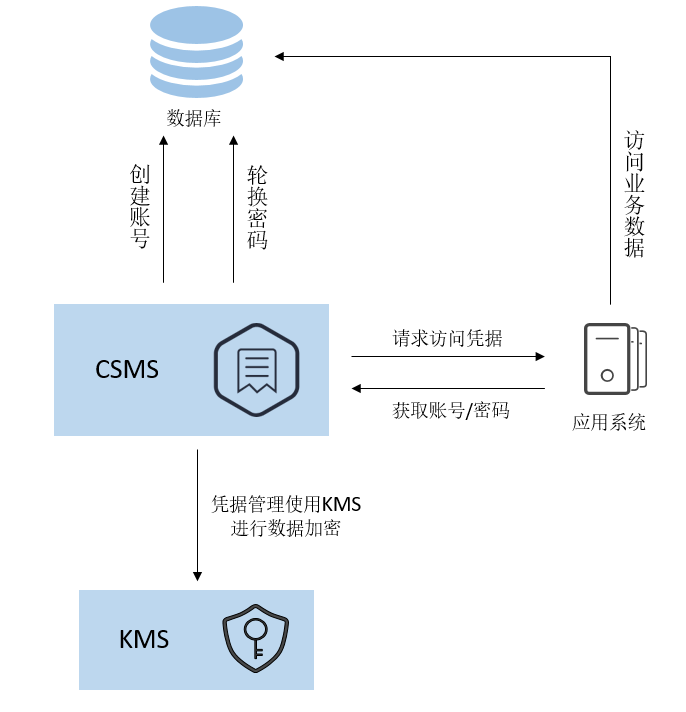 数据库
创建账号
轮换密码
访问业务数据
CSMS
请求访问凭据
获取账号/密码
应用系统
凭据管理使用KMS
进行数据加密
KMS